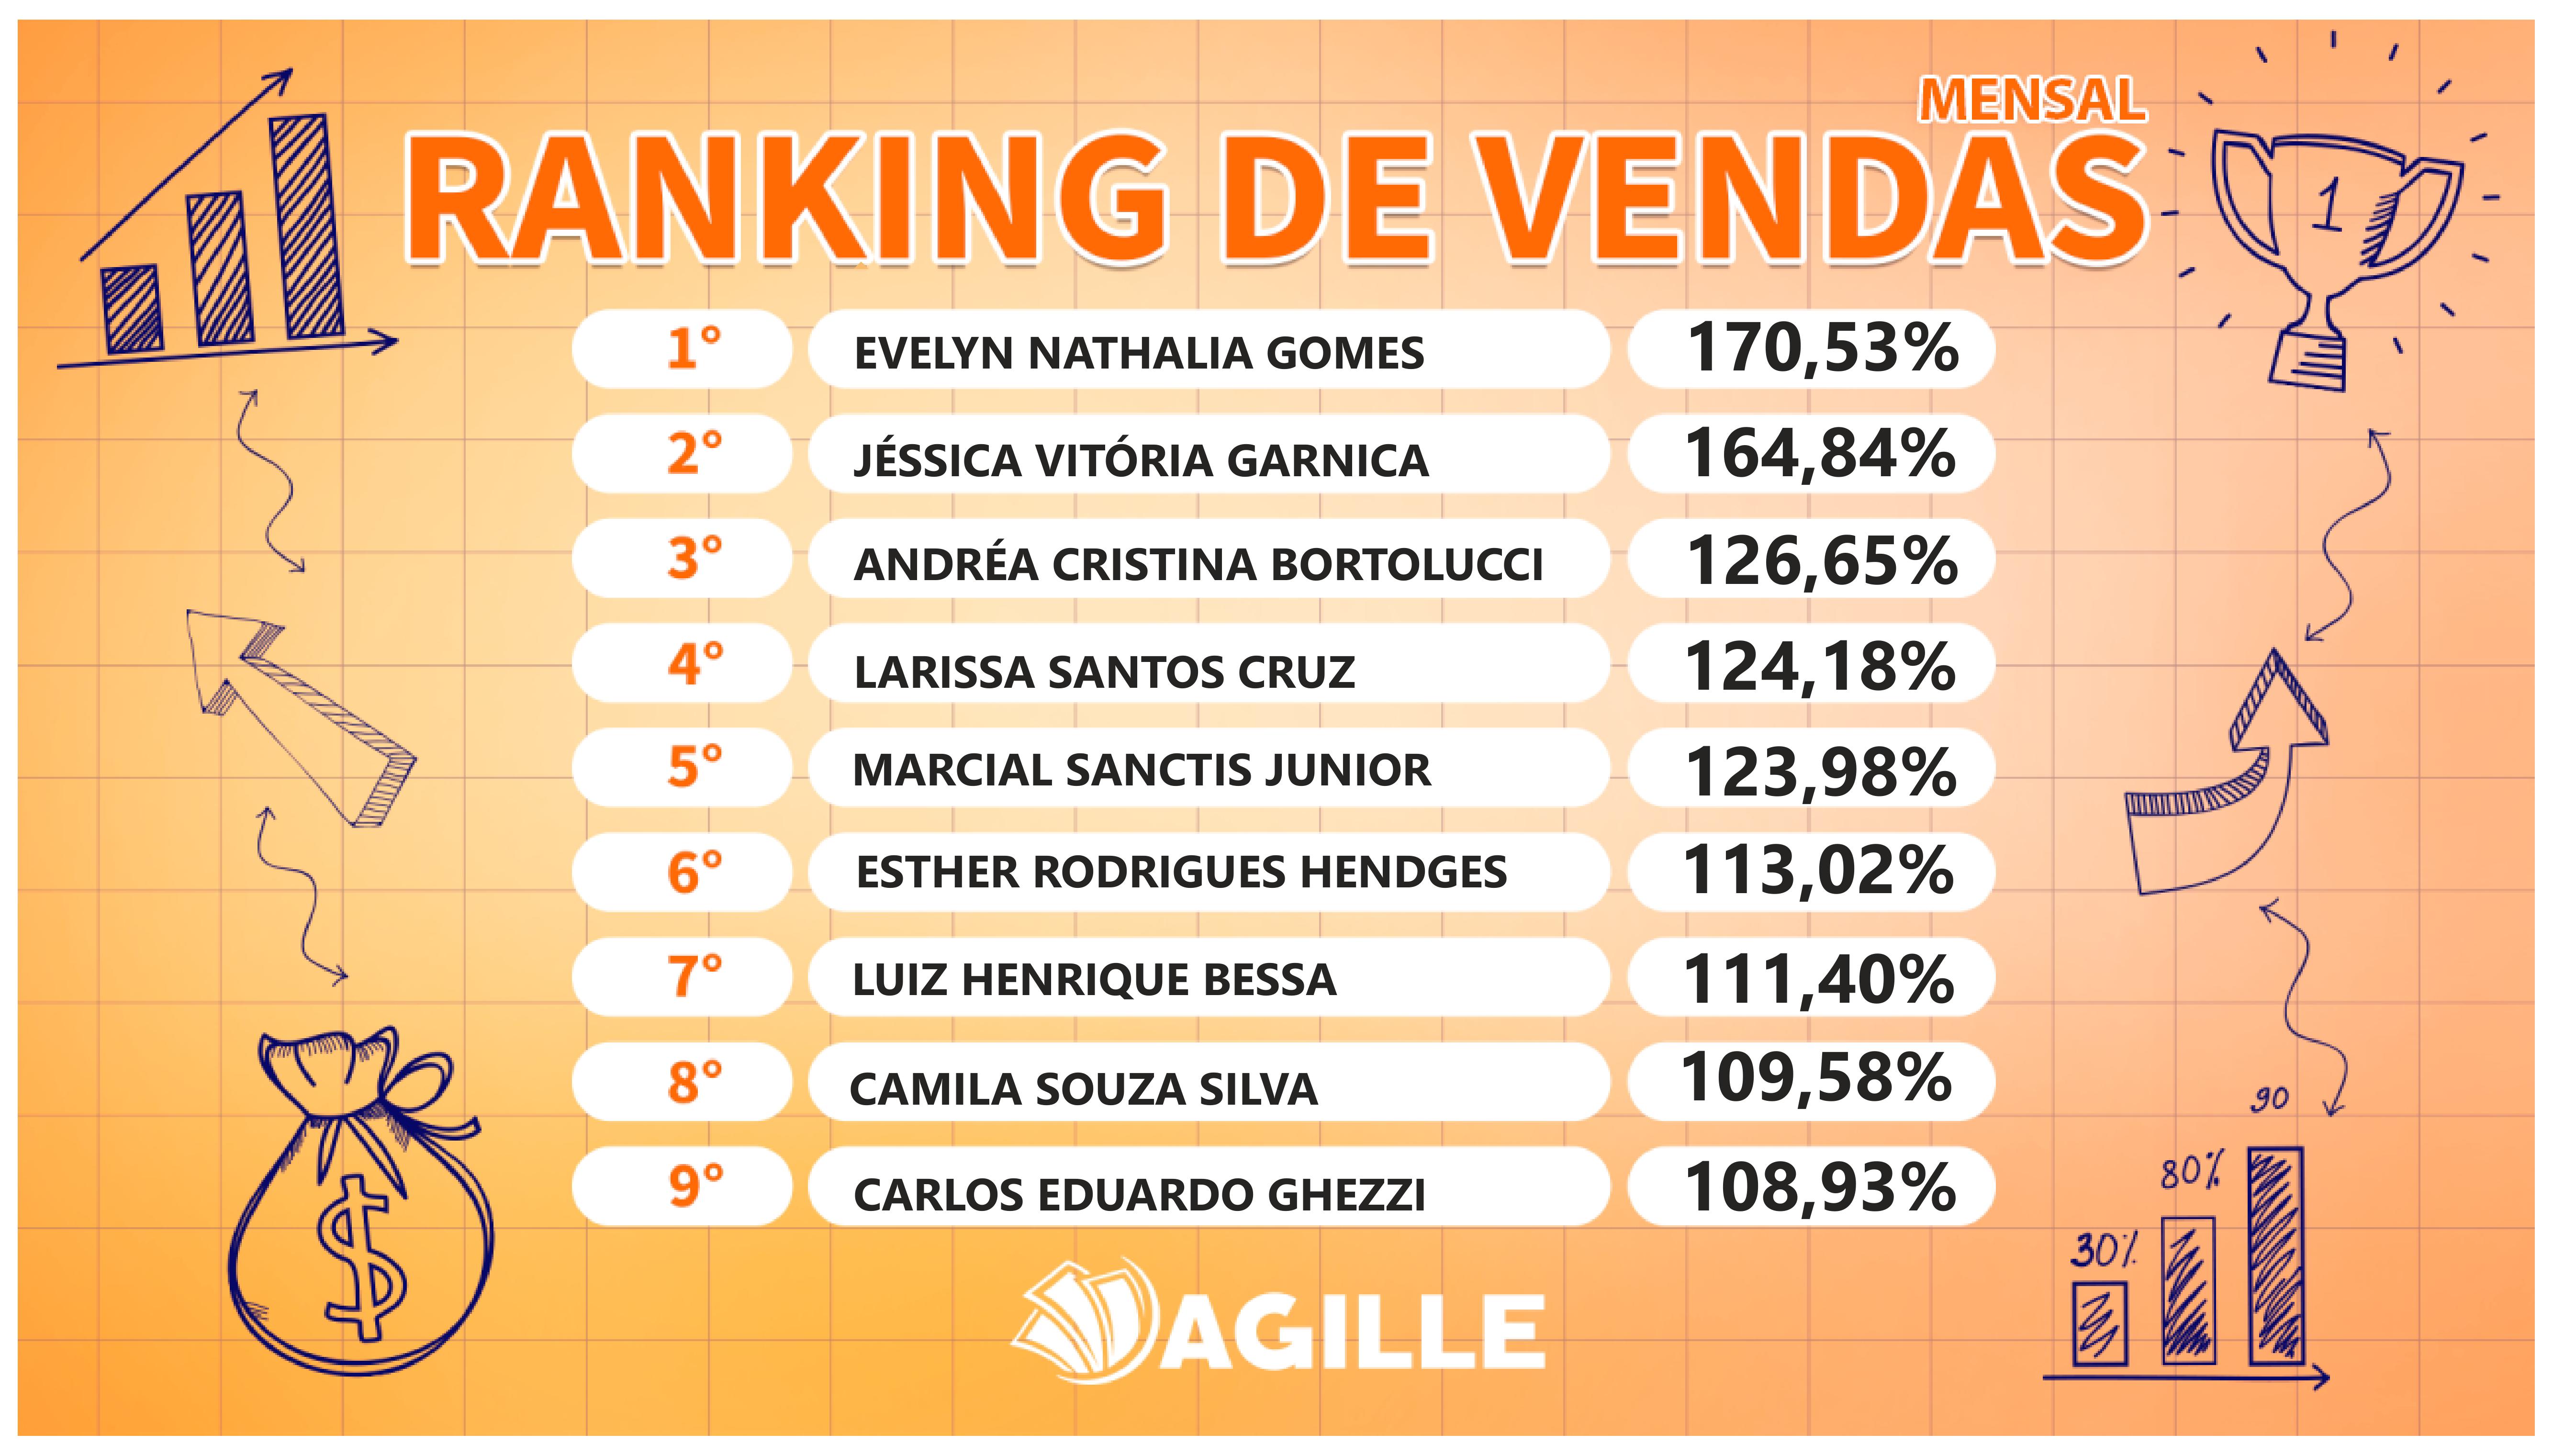 MENSAL
RANKING DE VENDAS
1
1° EVELYN NATHALIA GOMES 170,53%
2° JÉSSICA VITÓRIA GARNICA 164,84%
3° ANDRÉA CRISTINA BORTOLUCCI 126,65%
4° LARISSA SANTOS CRUZ 124,18%
5° MARCIAL SANCTIS JUNIOR 123,98%
6° ESTHER RODRIGUES HENDGES 113,02%
7° LUIZ HENRIQUE BESSA 111,40%
8° CAMILA SOUZA SILVA 109,58%
9° CARLOS EDUARDO GHEZZI 108,93%
$
90
80%
30%
AGILLE